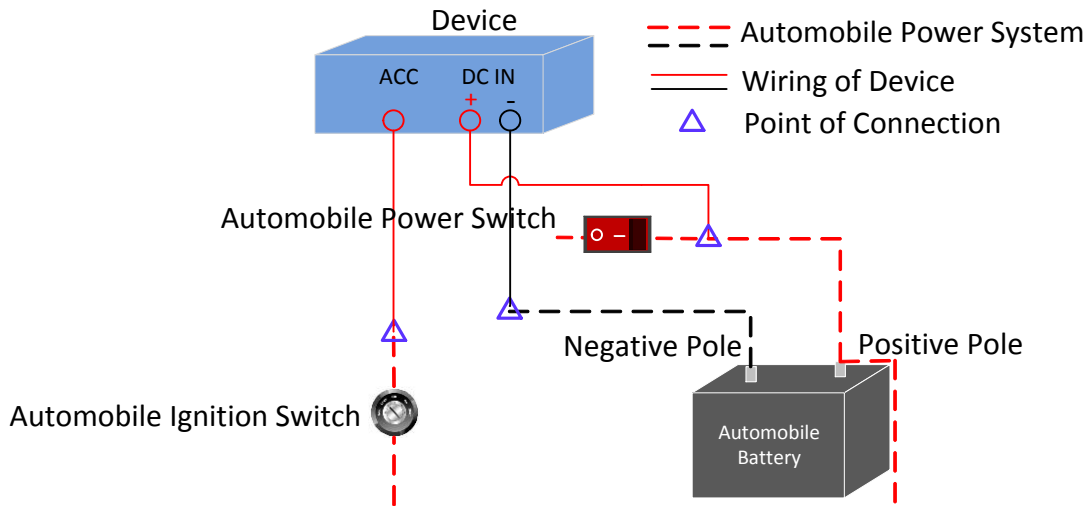 Device
Automobile Power System
ACC
DC IN
Wiring of Device
+
-
Point of Connection
Automobile Power Switch
Negative Pole
Positive Pole
Automobile Ignition Switch
Automobile
Battery